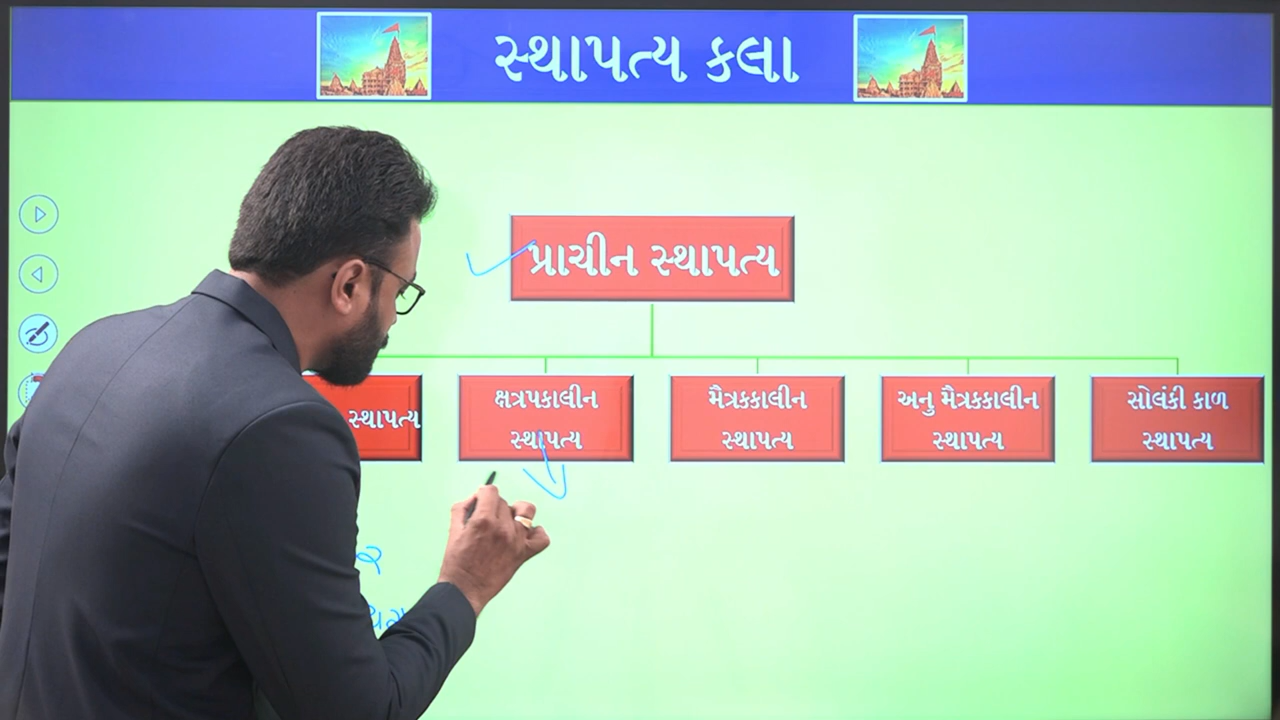 સ્થાપત્ય કલા
પ્રાચીન સ્થાપત્ય
સ્થાપત્ય
ક્ષત્રપકાલીન
સ્થાપત્ય
મૈત્રકકાલીન
સ્થાપત્ય
અનુ મૈત્રકકાલીન
સ્થાપત્ય
સોલંકી કાળ
સ્થાપત્ય